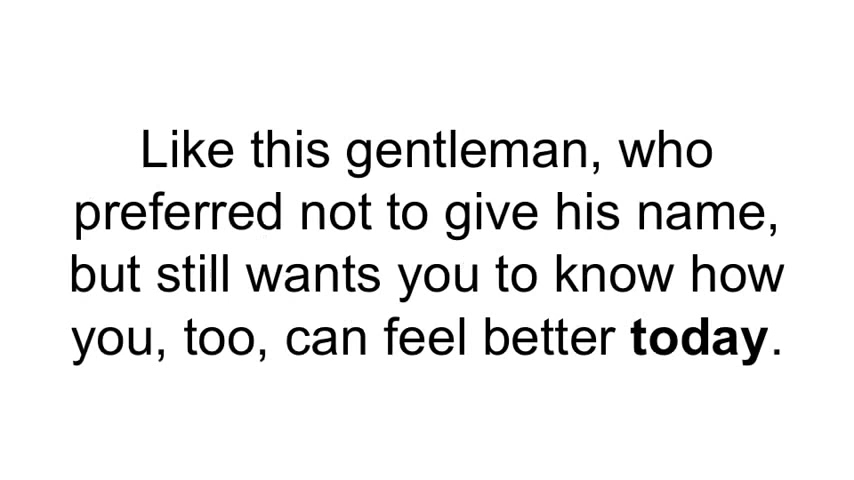 Like this gentleman, who
preferred not to give his name,
but still wants you to know how
you, too, can feel better today.